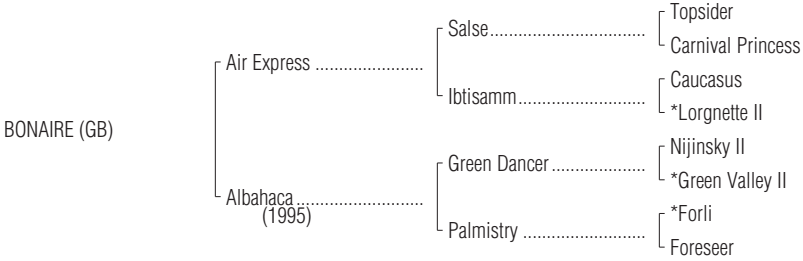 Topsider
Salse
Carnival Princess
Air Express
Caucasus
Ibtisamm
*Lorgnette II
BONAIRE (GB)
Nijinsky II
Green Dancer
*Green Valley II
Albahaca
(1995)
*Forli
Palmistry
Foreseer